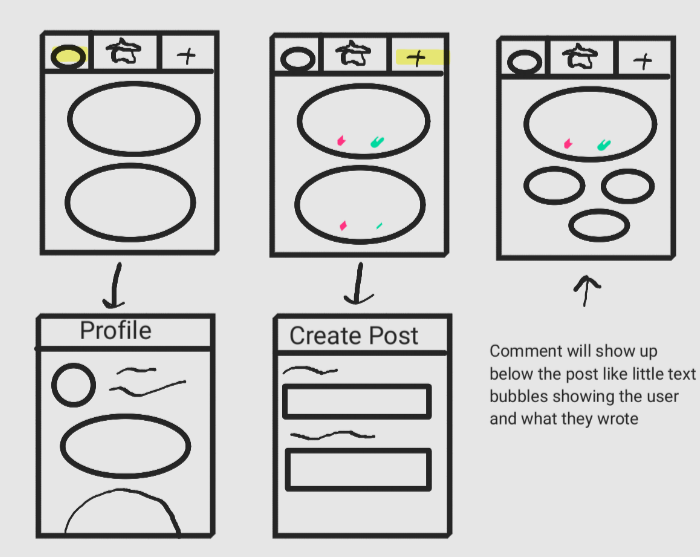 +
+
+
Profile
Create Post
Comment will show up
below the post like little text
bubbles showing the user
and what they wrote